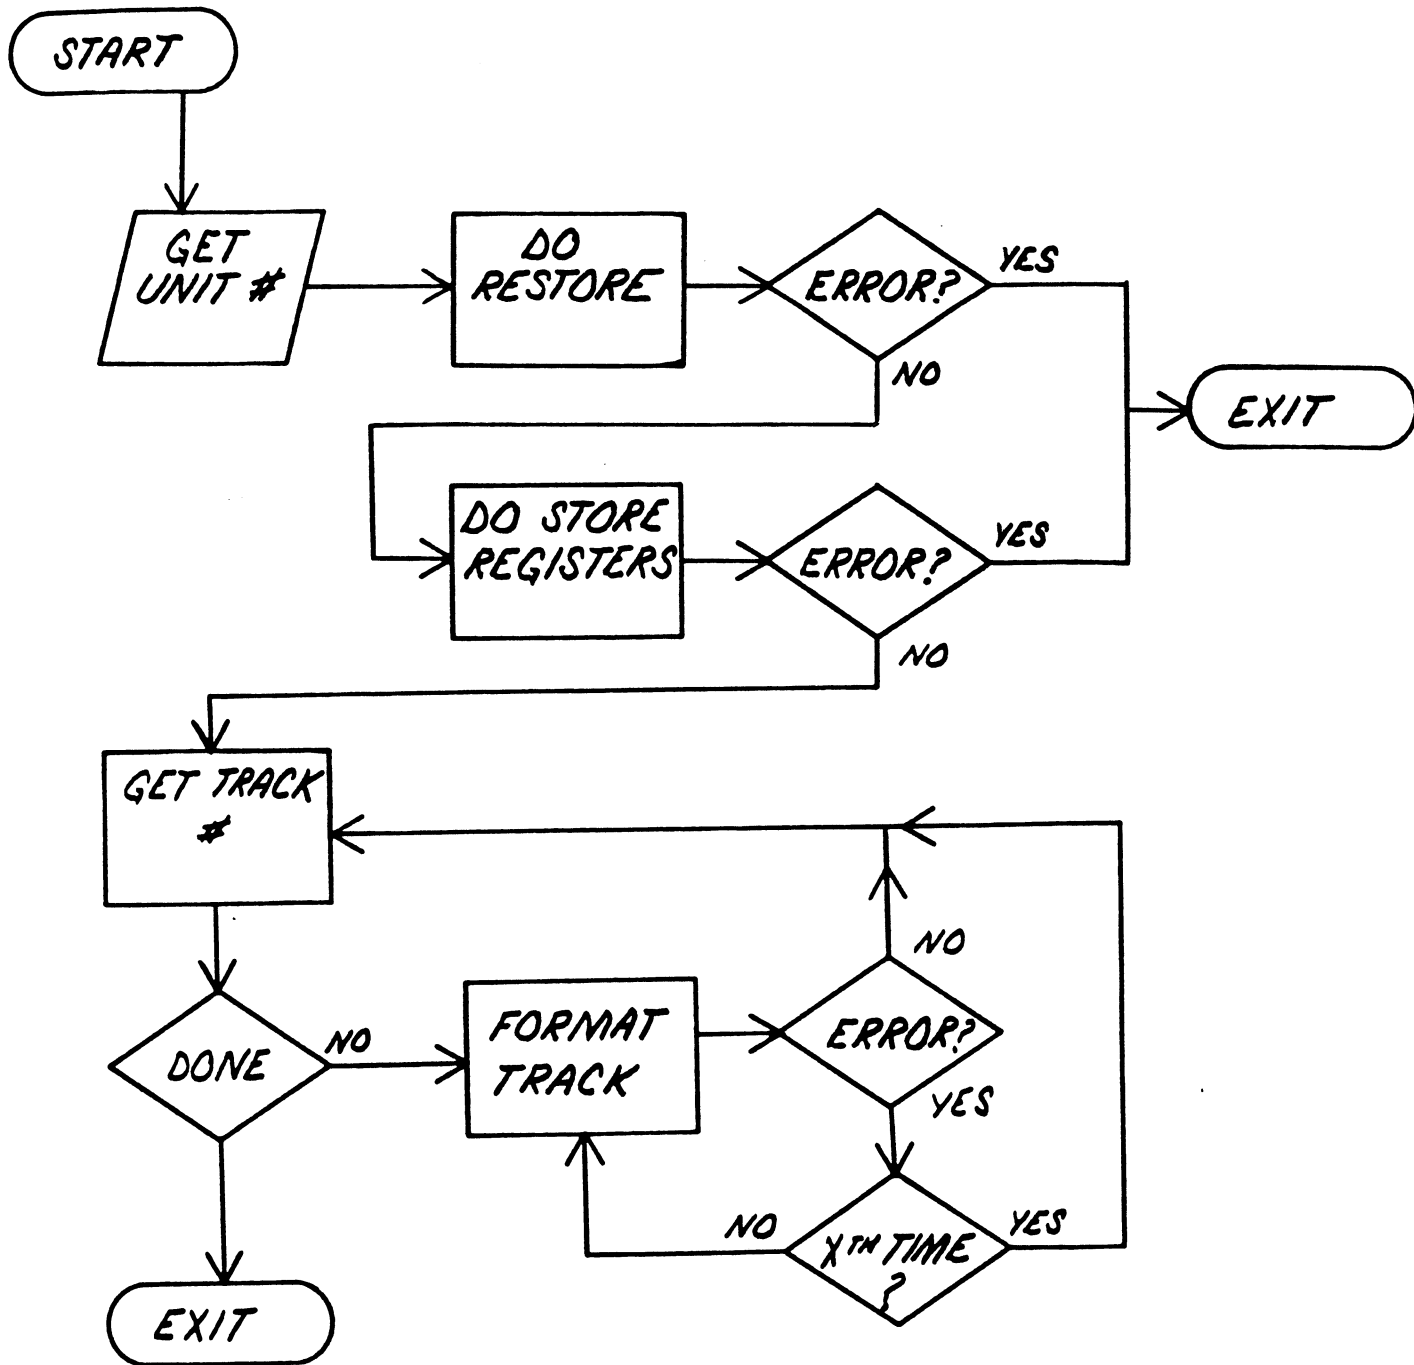 START
GET
UNIT #
DO
RESTORE
ERROR?
YES
NO
EXIT
DO STORE
REGISTERS
ERROR?
YES
NO
GET TRACK
#
DONE
NO
FORMAT
TRACK
ERROR?
NO
YES
XTH TIME
?
NO
YES
EXIT